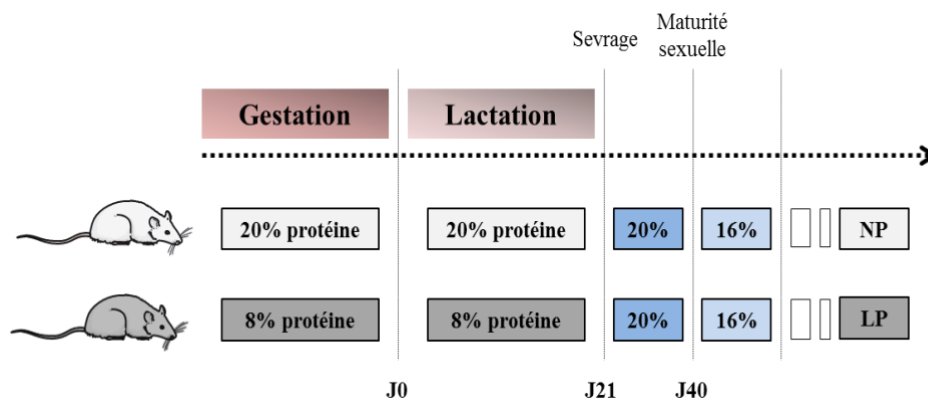 Sevrage
Maturité
sexuelle
Gestation
Lactation
20% protéine
20% protéine
20%
16%
NP
8% protéine
8% protéine
20%
16%
LP
J0
J21
J40